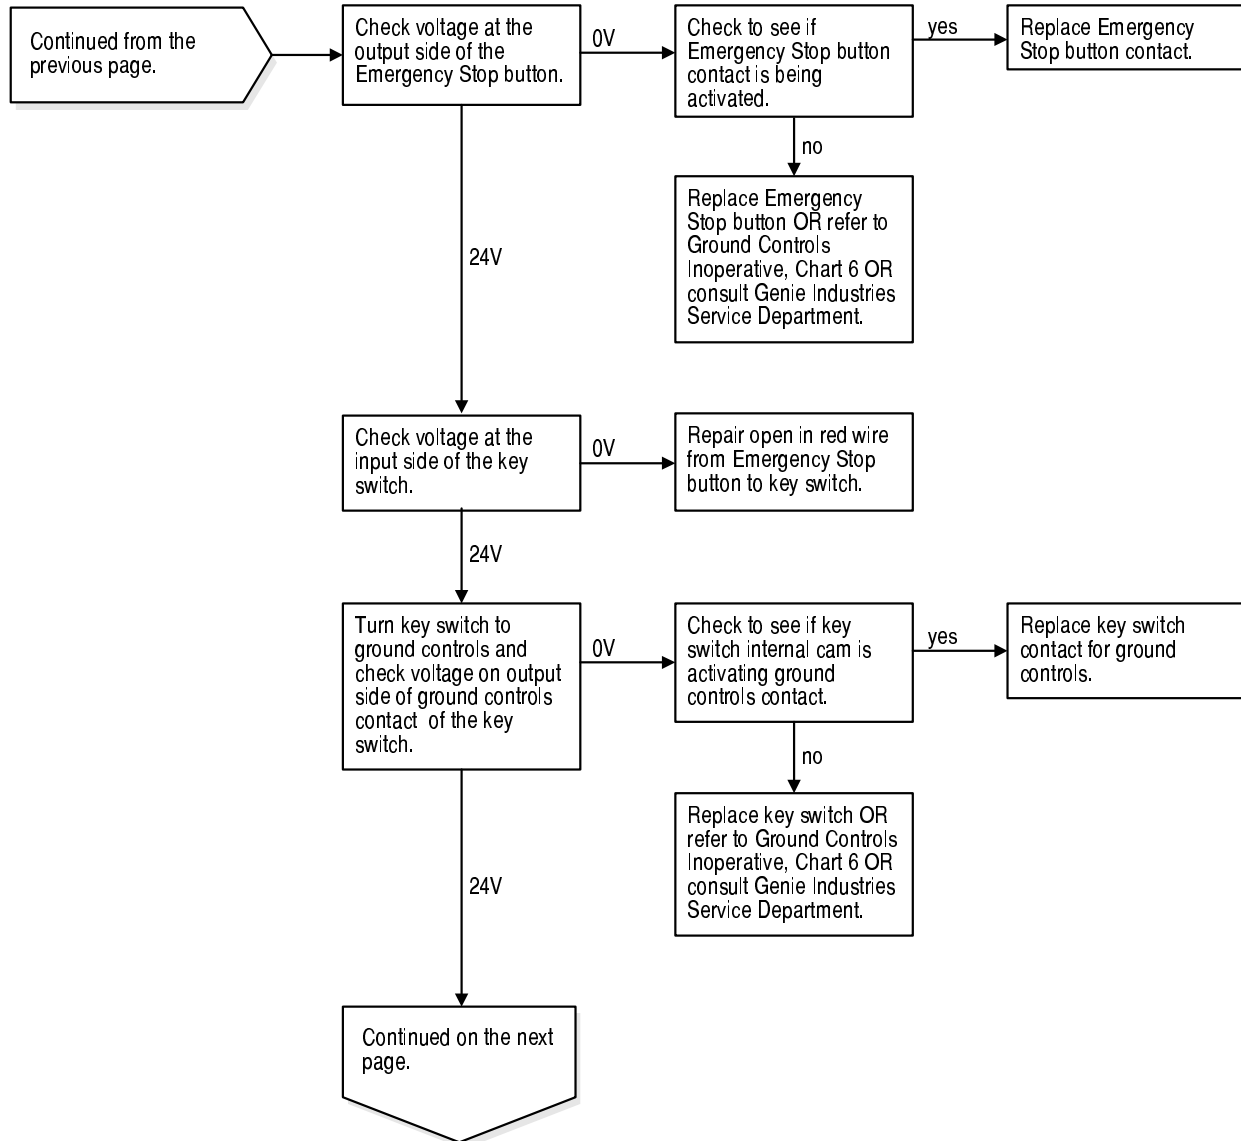 Continued from the
previous page.
Check voltage at the
output side of the
Emergency Stop button.
0V
Check to see if
Emergency Stop button
contact is being
activated.
yes
Replace Emergency
Stop button contact.
no
Replace Emergency
Stop button OR refer to
Ground Controls
Inoperative, Chart 6 OR
consult Genie Industries
Service Department.
24V
Check voltage at the
input side of the key
switch.
0V
Repair open in red wire
from Emergency Stop
button to key switch.
24V
Turn key switch to
ground controls and
check voltage on output
side of ground controls
contact of the key
switch.
0V
Check to see if key
switch internal cam is
activating ground
controls contact.
yes
Replace key switch
contact for ground
controls.
no
Replace key switch OR
refer to Ground Controls
Inoperative, Chart 6 OR
consult Genie Industries
Service Department.
24V
Continued on the next
page.